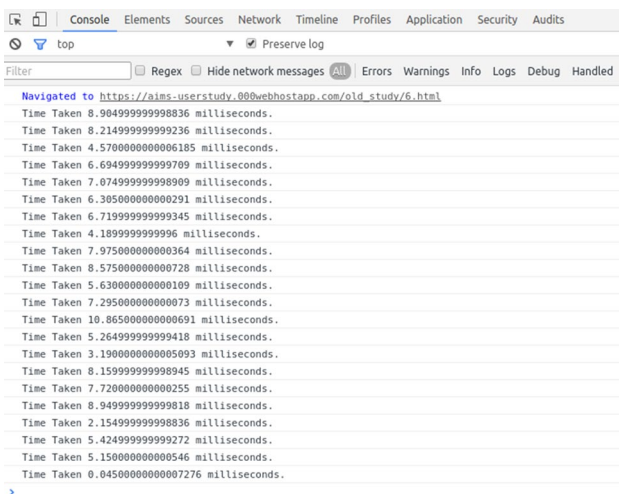 Console Elements Sources Network Timeline Profiles Application Security Audits
top Preserve log
Filter Regex Hide network messages All Errors Warnings Info Logs Debug Handled
Navigated to https://aims-userstudy.000webhostapp.com/old_study/6.html
Time Taken 8.904999999998836 milliseconds.
Time Taken 8.214999999999236 milliseconds.
Time Taken 4.5700000000006185 milliseconds.
Time Taken 6.694999999999709 milliseconds.
Time Taken 7.074999999998909 milliseconds.
Time Taken 6.305000000000291 milliseconds.
Time Taken 6.719999999999345 milliseconds.
Time Taken 4.1899999999996 milliseconds.
Time Taken 7.975000000000364 milliseconds.
Time Taken 8.575000000000728 milliseconds.
Time Taken 5.630000000000109 milliseconds.
Time Taken 7.295000000000073 milliseconds.
Time Taken 10.865000000000691 milliseconds.
Time Taken 5.264999999999418 milliseconds.
Time Taken 3.1900000000005093 milliseconds.
Time Taken 8.159999999998945 milliseconds.
Time Taken 7.720000000000255 milliseconds.
Time Taken 8.949999999999818 milliseconds.
Time Taken 2.154999999998836 milliseconds.
Time Taken 5.424999999999272 milliseconds.
Time Taken 5.150000000000546 milliseconds.
Time Taken 0.04500000000007276 milliseconds.